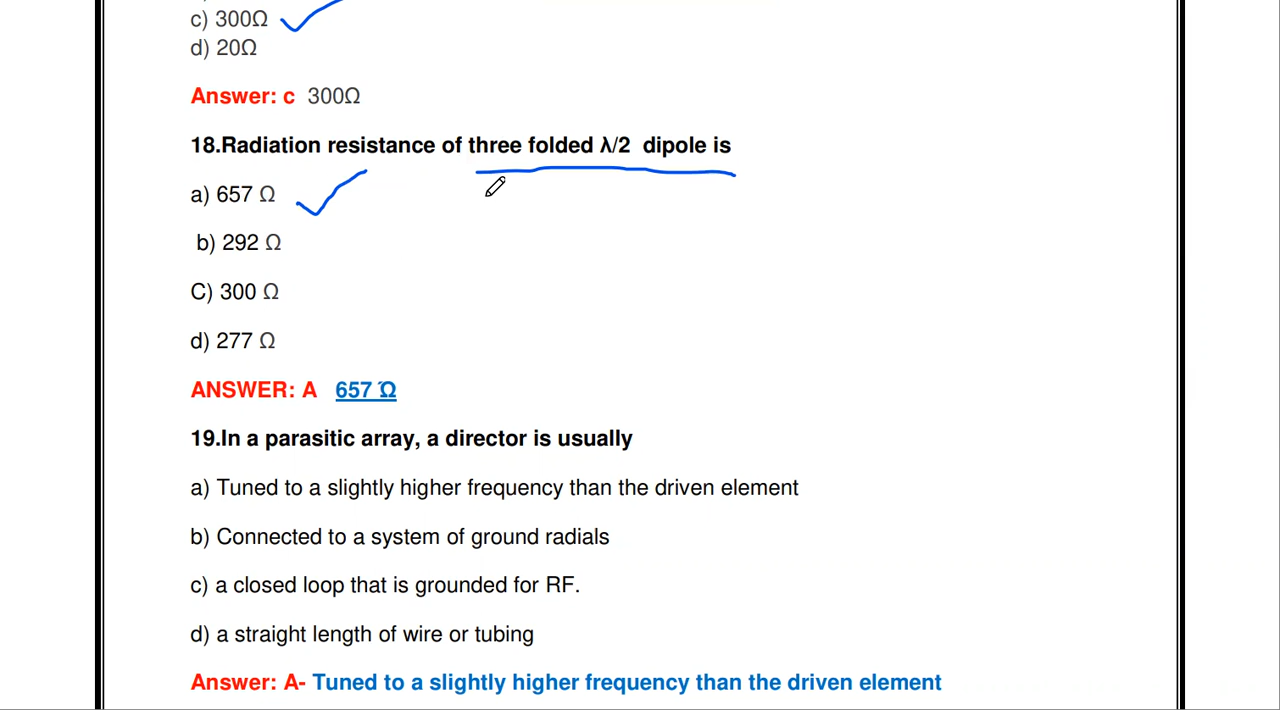 c) 300Ω
d) 20Ω
Answer: c 300Ω
18.Radiation resistance of three folded λ/2 dipole is
a) 657 Ω
b) 292 Ω
C) 300 Ω
d) 277 Ω
ANSWER: A 657 Ώ
19.In a parasitic array, a director is usually
a) Tuned to a slightly higher frequency than the driven element
b) Connected to a system of ground radials
c) a closed loop that is grounded for RF.
d) a straight length of wire or tubing
Answer: A- Tuned to a slightly higher frequency than the driven element